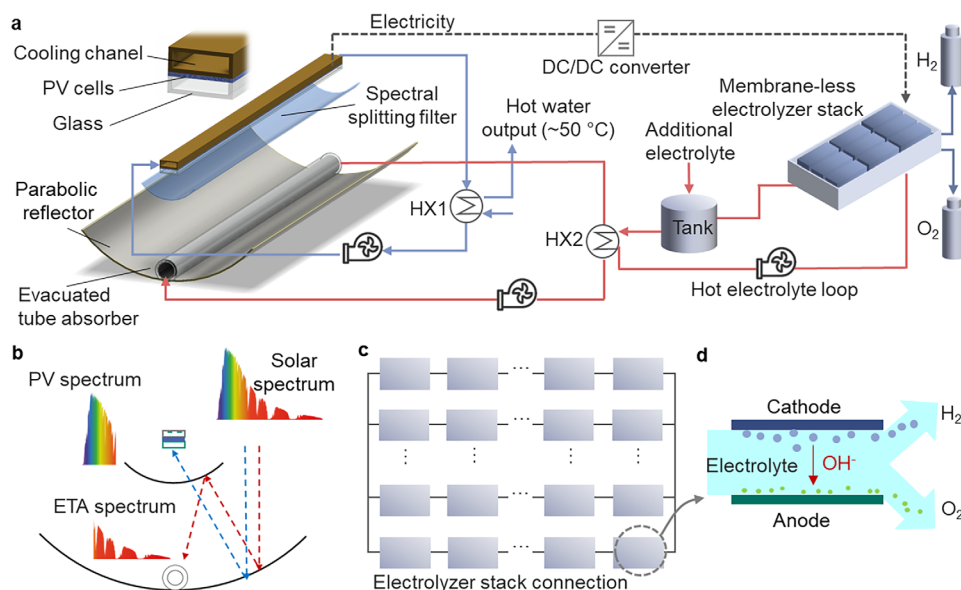 a
Electricity
Cooling chanel
PV cells
Glass
DC/DC converter
H2
Spectral
splitting filter
Hot water
output (~50 °C)
Membrane-less
electrolyzer stack
Additional
electrolyte
Parabolic
reflector
HX1
Tank
HX2
O2
Evacuated
tube absorber
Hot electrolyte loop
b
PV spectrum
Solar
spectrum
ETA spectrum
c
...
...
⋮
⋮
⋮
⋮
...
...
Electrolyzer stack connection
d
Cathode
H2
Electrolyte
OH-
Anode
O2